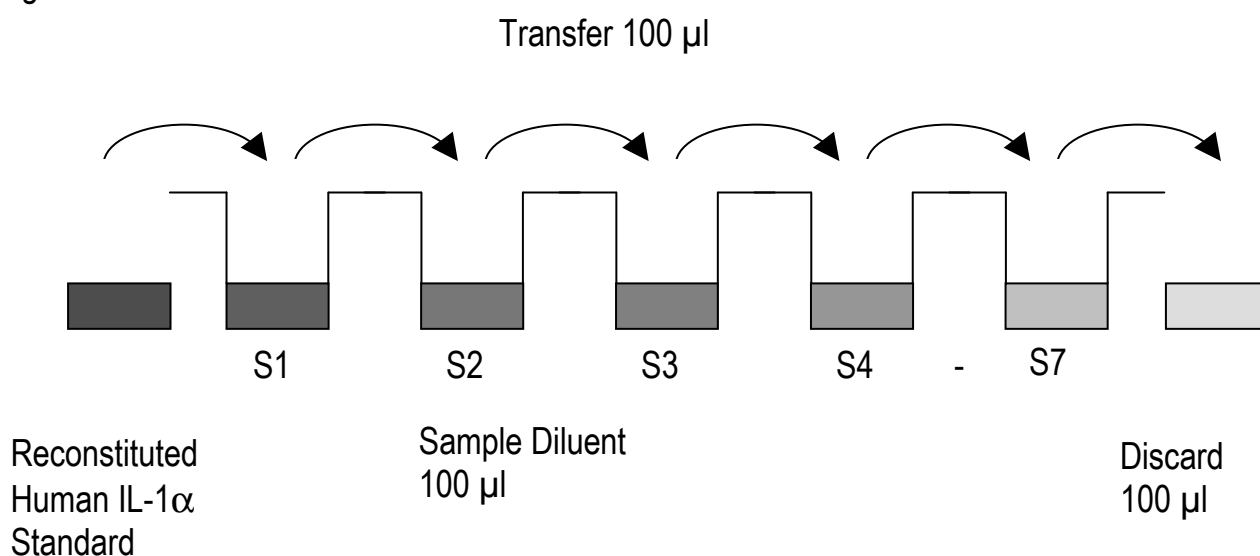 Transfer 100 µl
S1 S2 S3 S4 - S7
Reconstituted
Human IL-1α
Standard
Sample Diluent
100 µl
Discard
100 µl